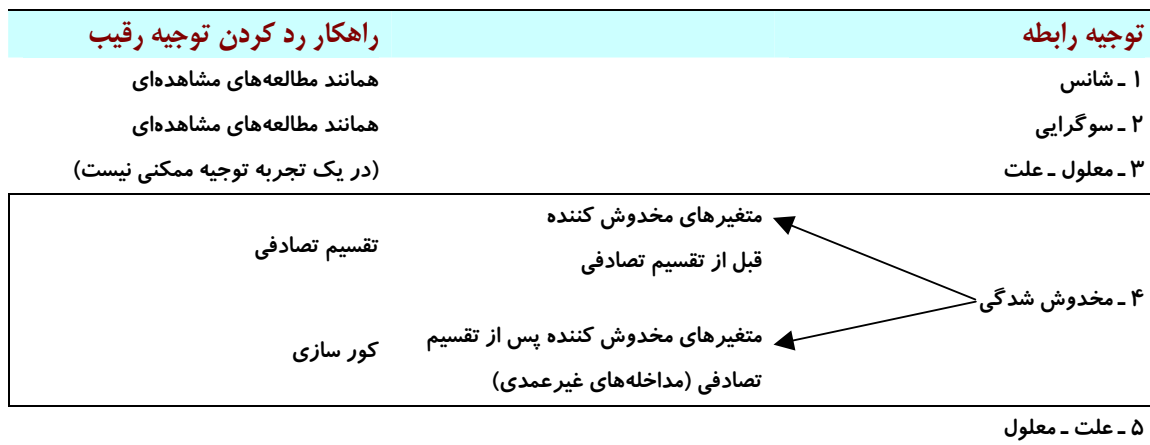 توجیه رابطه راهکار رد کردن توجیه رقیب
۱ ـ شانس همانند مطالعه‌های مشاهده‌ای
۲ ـ سوگرایی همانند مطالعه‌های مشاهده‌ای
۳ ـ معلول ـ علت (در یک تجربه توجیه ممکنی نیست)
۴ ـ مخدوش شدگی
متغیرهای مخدوش کننده
قبل از تقسیم تصادفی
تقسیم تصادفی
متغیرهای مخدوش کننده پس از تقسیم
تصادفی (مداخله‌های غیرعمدی)
کور سازی
۵ ـ علت ـ معلول